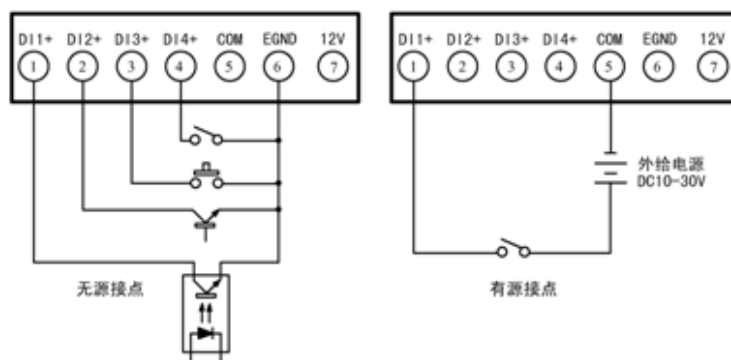 DI1+ DI2+ DI3+ DI4+ COM EGND 12V
1 2 3 4 5 6 7
无源接点
DI1+ DI2+ DI3+ DI4+ COM EGND 12V
1 2 3 4 5 6 7
外给电源
DC10-30V
有源接点